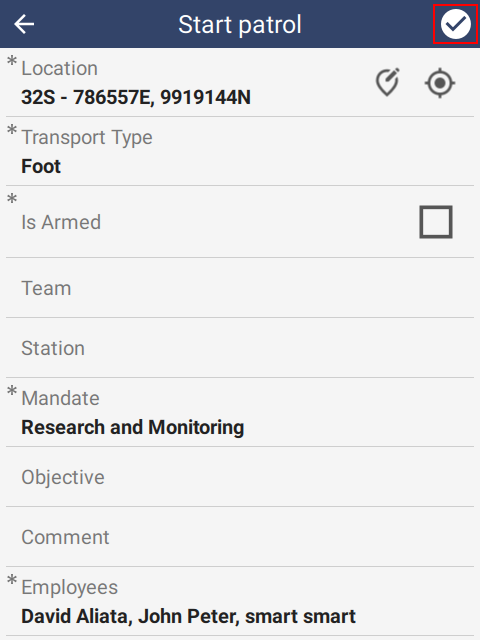 Start patrol
* Location
32S - 786557E, 9919144N
* Transport Type
Foot
*
Is Armed
Team
Station
* Mandate
Research and Monitoring
Objective
Comment
* Employees
David Aliata, John Peter, smart smart